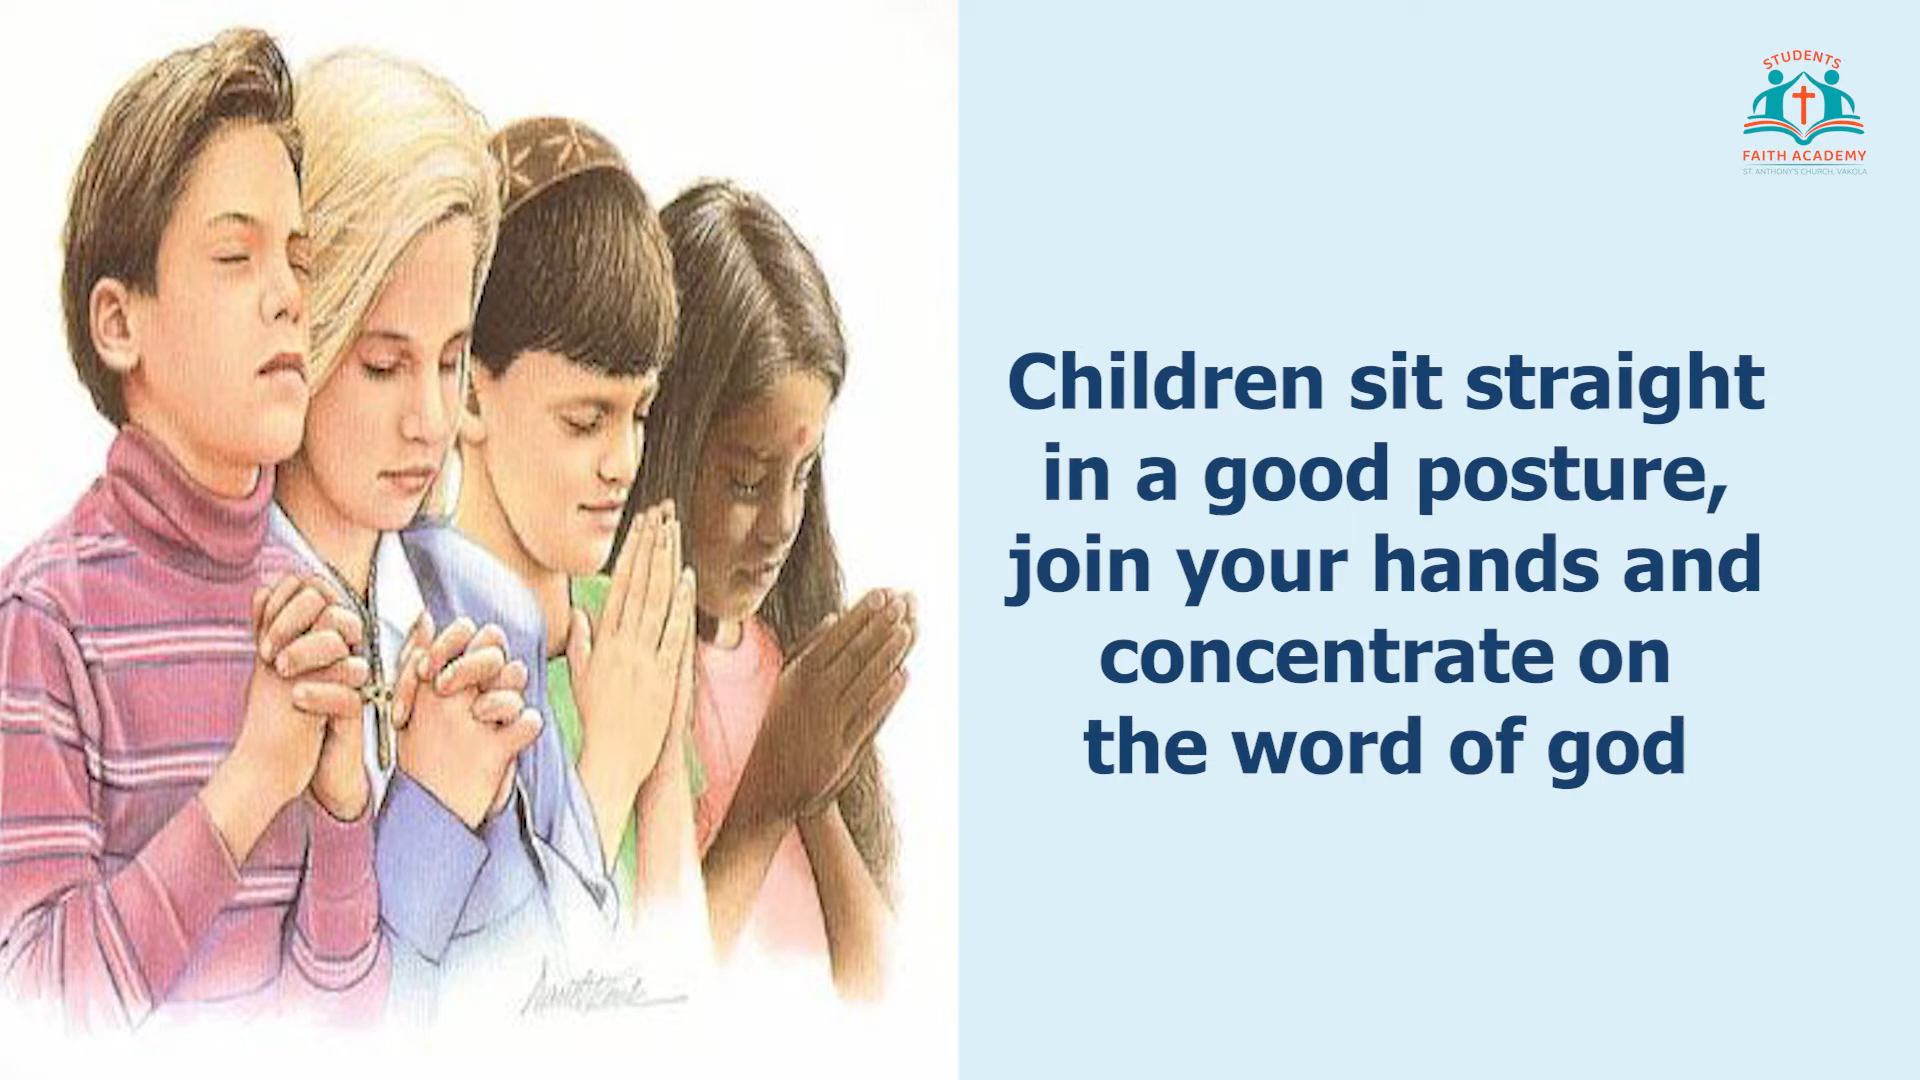 STUDENTS
FAITH ACADEMY
ST. ANTHONY'S CHURCH, VAKOLA
Children sit straight
in a good posture,
join your hands and
concentrate on
the word of god